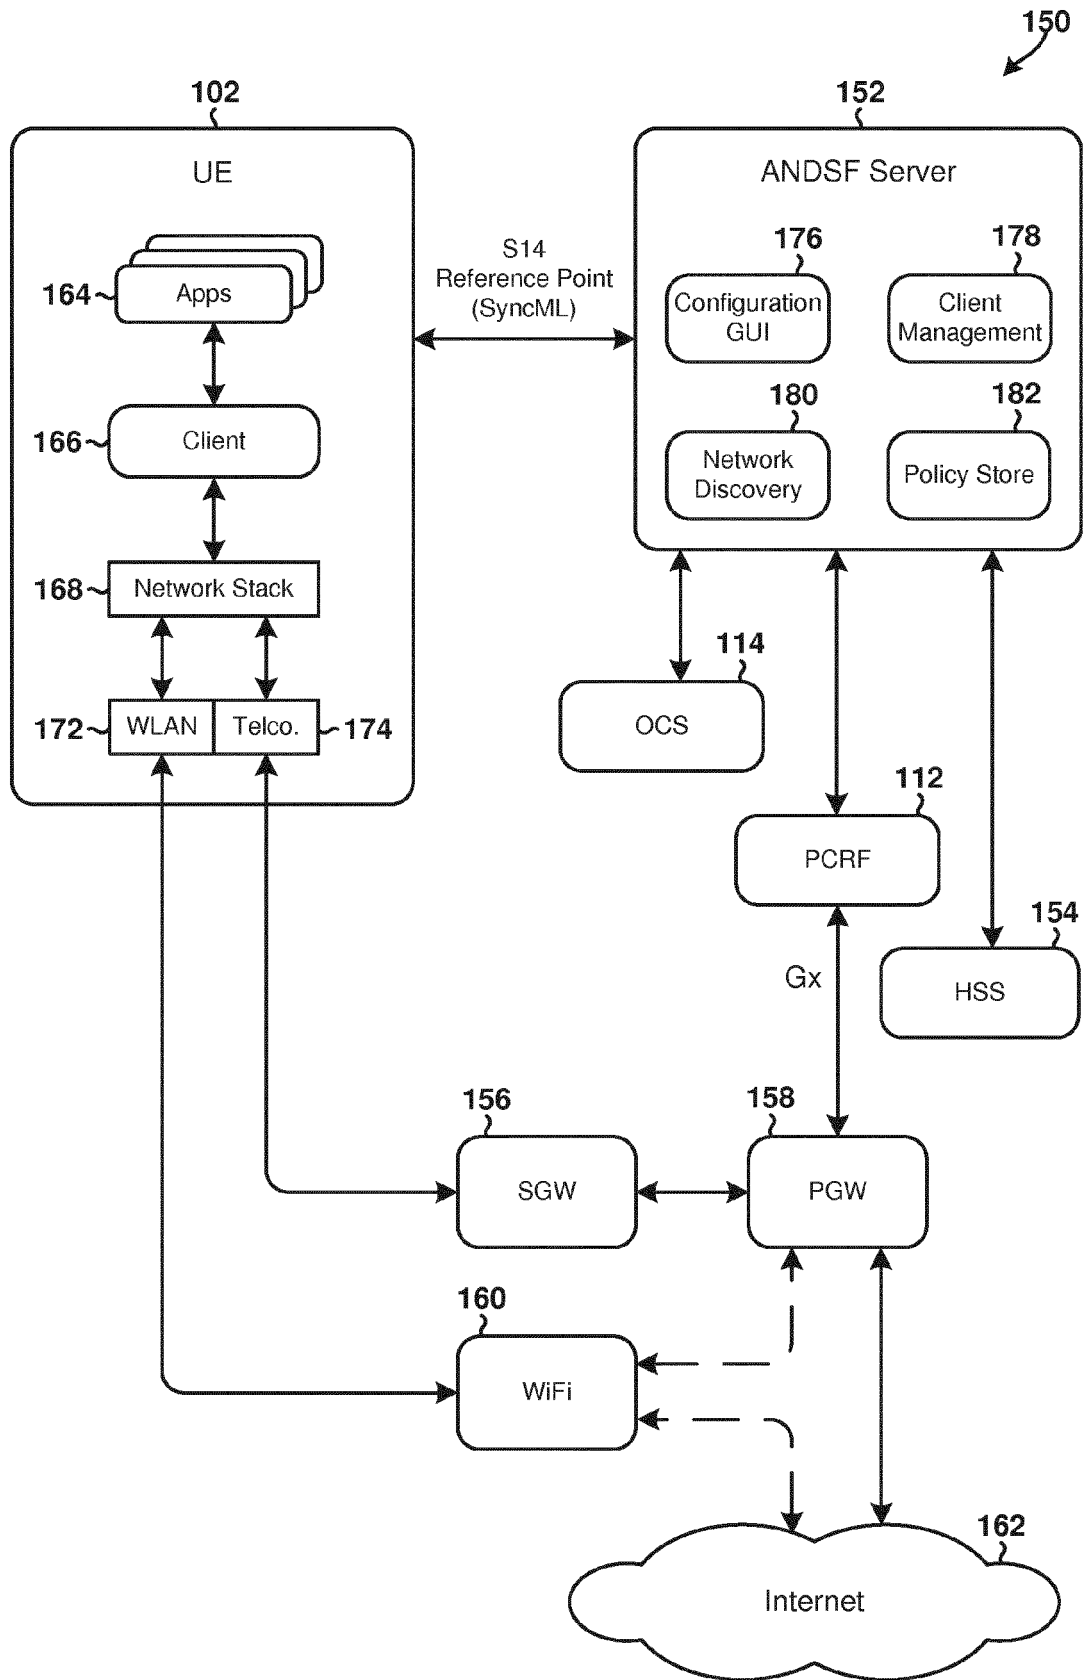 150
102
152
UE
ANDSF Server
164
Apps
S14
Reference Point
(SyncML)
176
Configuration
GUI
178
Client
Management
166
Client
180
Network
Discovery
182
Policy Store
168
Network Stack
172
WLAN
Telco.
174
114
OCS
112
PCRF
154
HSS
Gx
156
SGW
158
PGW
160
WiFi
162
Internet